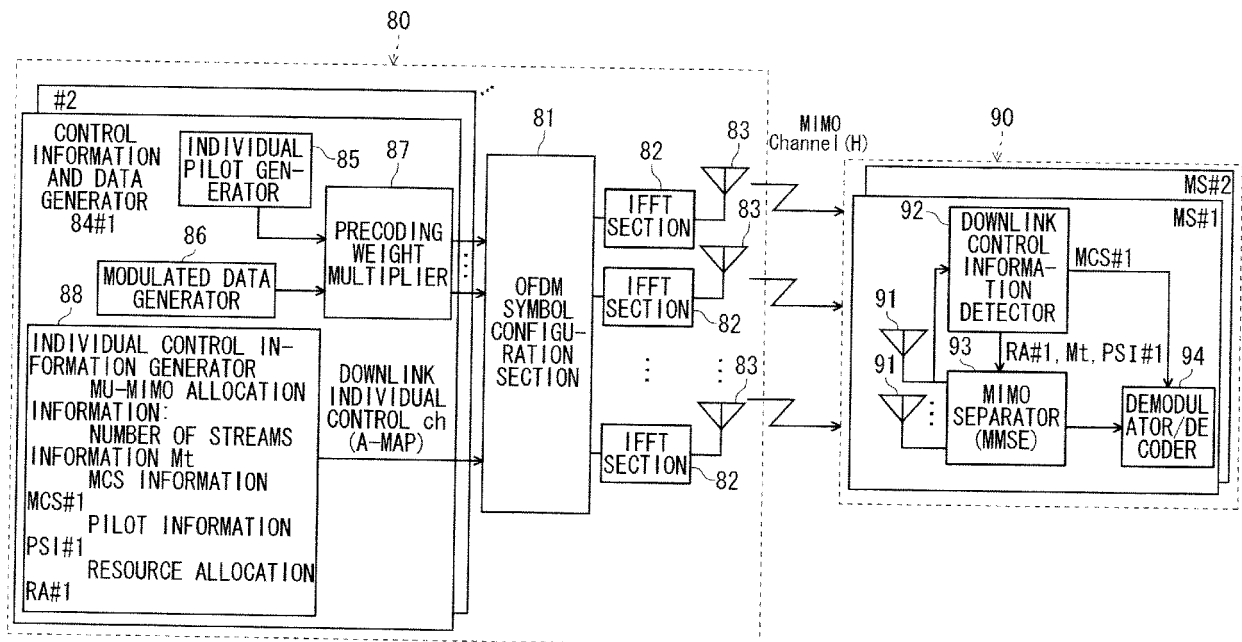 80
#2
CONTROL
INFORMATION
AND DATA
GENERATOR
84#1
INDIVIDUAL
PILOT GEN-
ERATOR
85
86
MODULATED DATA
GENERATOR
87
PRECODING
WEIGHT
MULTIPLIER
88
INDIVIDUAL CONTROL IN-
FORMATION GENERATOR
MU-MIMO ALLOCATION
INFORMATION:
NUMBER OF STREAMS
INFORMATION Mt
MCS INFORMATION
MCS#1
PILOT INFORMATION
PSI#1
RESOURCE ALLOCATION
RA#1
DOWNLINK
INDIVIDUAL
CONTROL ch
(A-MAP)
81
OFDM
SYMBOL
CONFIGU-
RATION
SECTION
82
IFFT
SECTION
83
IFFT
SECTION
82
83
IFFT
SECTION
82
83
MIMO
Channel(H)
90
MS#2
MS#1
92
DOWNLINK
CONTROL
INFORMA-
TION
DETECTOR
MCS#1
91
91
93
RA#1, Mt, PSI#1
MIMO
SEPARATOR
(MMSE)
94
DEMODUL
ATOR/DE
CODER